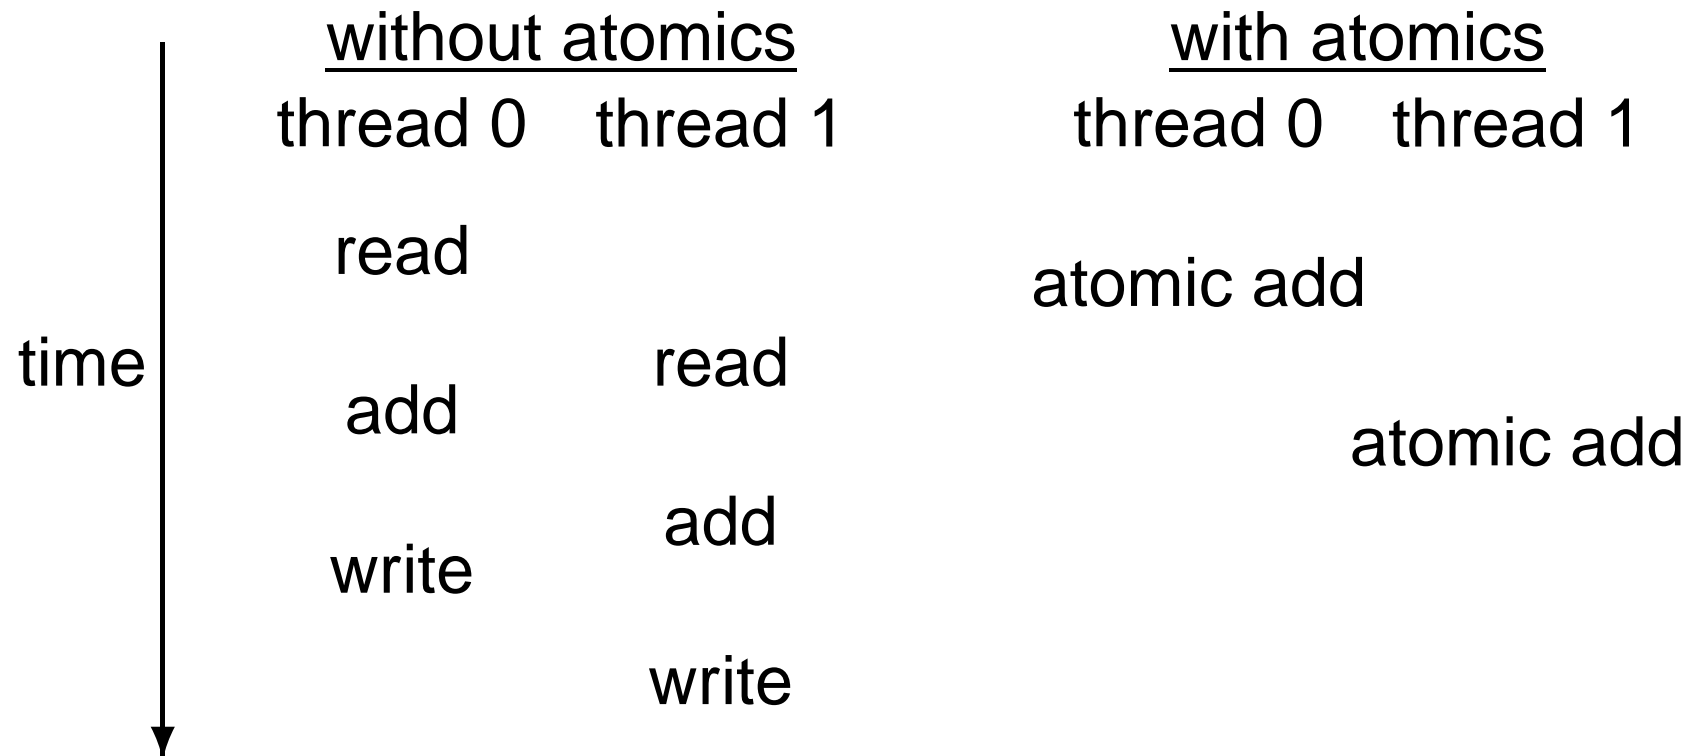 without atomics with atomics
thread 0 thread 1 thread 0 thread 1
read
atomic add
time
read
add
atomic add
add
write
write